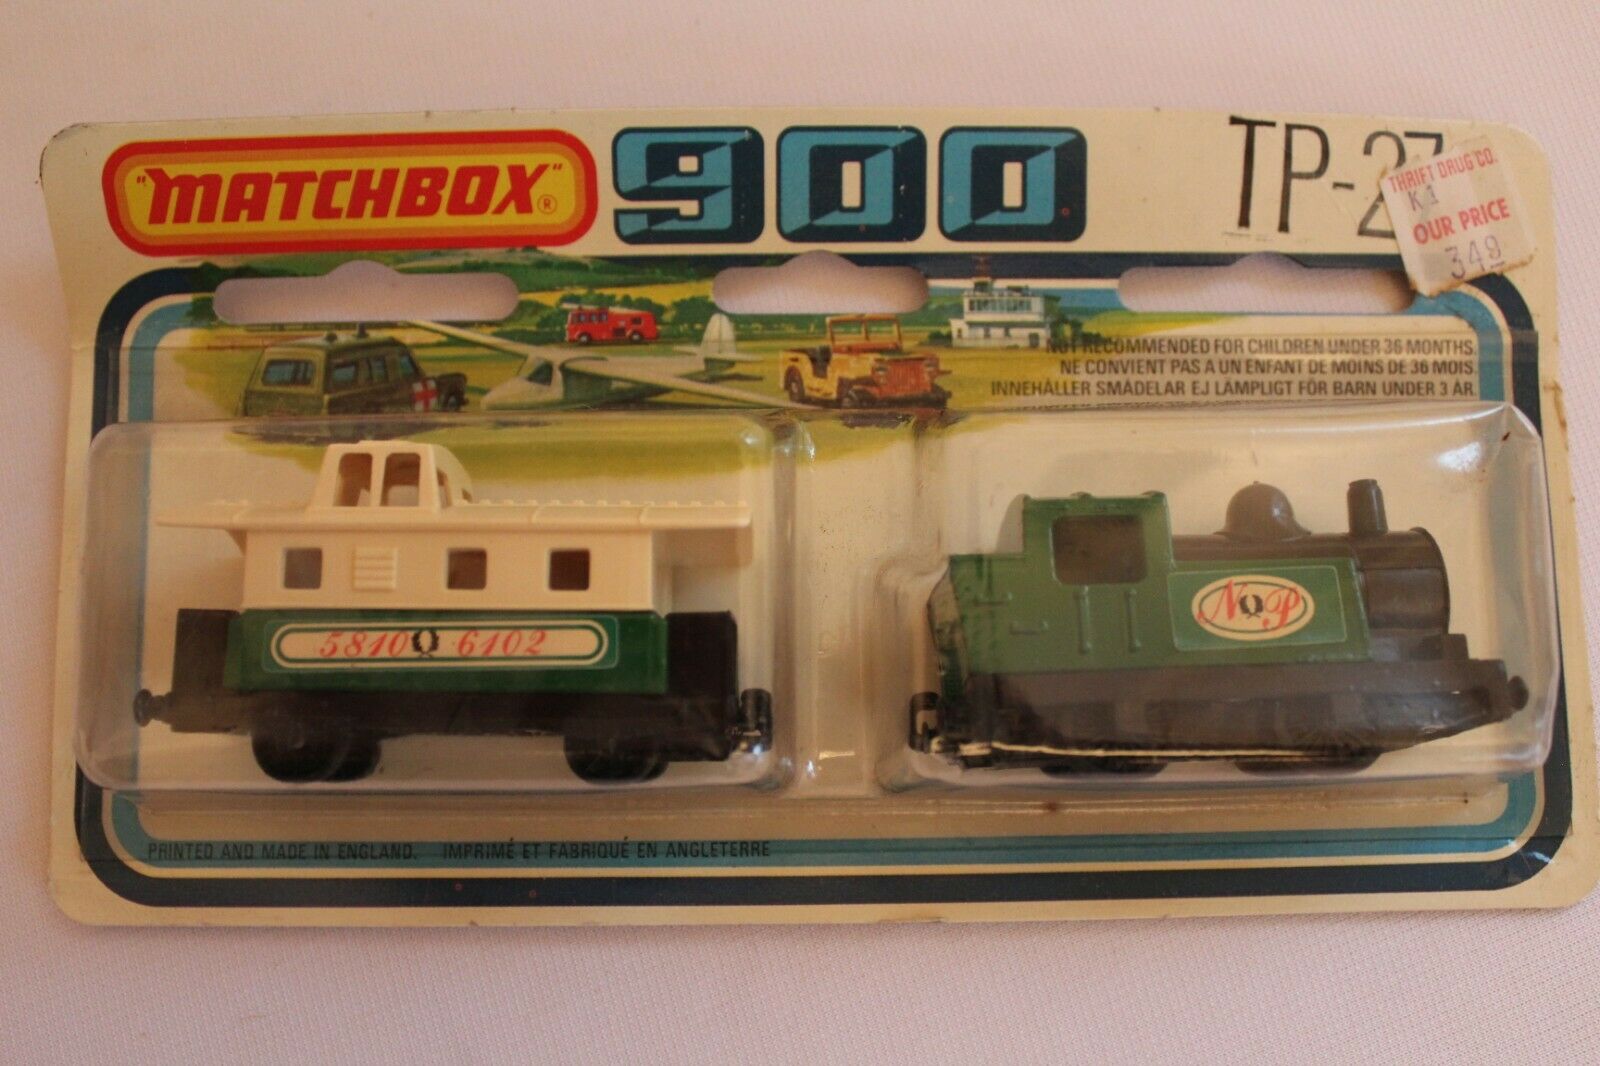 "MATCHBOX"®
900
TP-27
THRIFT DRUG CO.
K 1
OUR PRICE
349
NOT RECOMMENDED FOR CHILDREN UNDER 36 MONTHS.
NE CONVIENT PAS A UN ENFANT DE MOINS DE 36 MOIS.
INNEHÅLLER SMÅDELAR EJ LÄMPLIGT FÖR BARN UNDER 3 ÅR.
5810 6102
N P
PRINTED AND MADE IN ENGLAND. IMPRIMÉ ET FABRIQUÉ EN ANGLETERRE